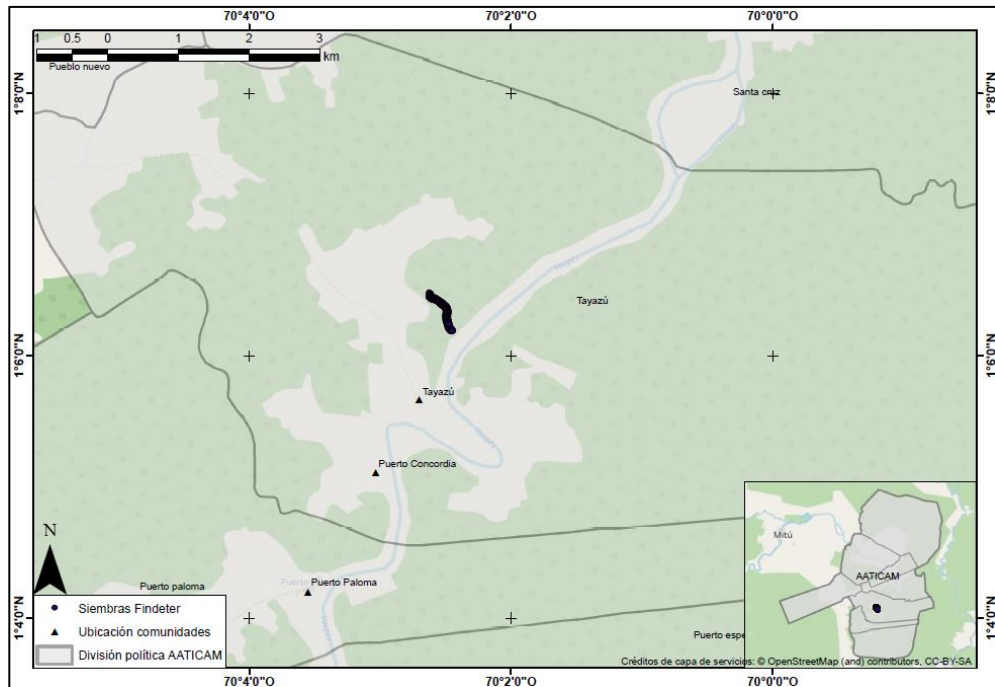 70°4'0"O 70°2'0"O 70°0'0"O
1 0.5 0 1 2 3
km
Pueblo nuevo
1°8'0"N 1°8'0"N
Santa cruz
Tayazú
1°6'0"N 1°6'0"N
Tayazú
Puerto Concordia
N
Mitú
AATICAM
Puerto paloma
Puerto Puerto Paloma
Siembras Findeter
Ubicación comunidades
División política AATICAM
1°4'0"N 1°4'0"N
Puerto espe
Créditos de capa de servicios: © OpenStreetMap (and) contributors, CC-BY-SA
70°4'0"O 70°2'0"O 70°0'0"O